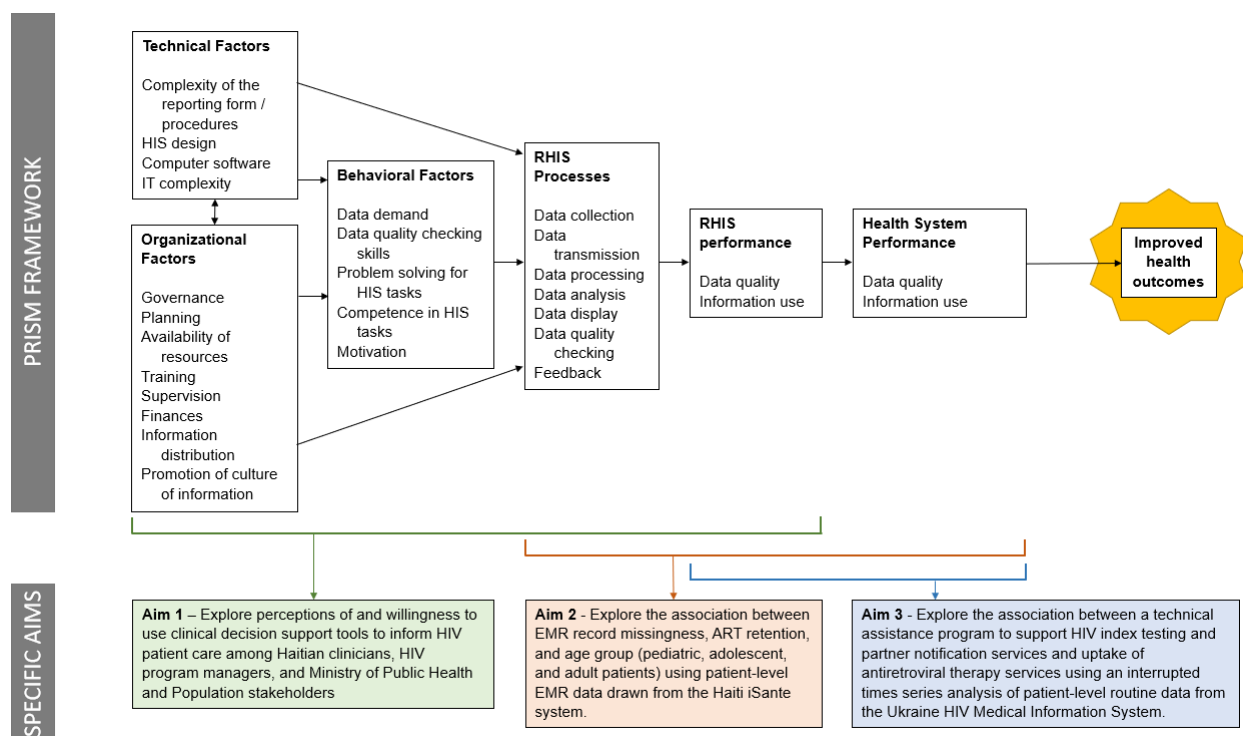 PRISM FRAMEWORK
Technical Factors
Complexity of the
reporting form /
procedures
HIS design
Computer software
IT complexity
Organizational
Factors
Governance
Planning
Availability of
resources
Training
Supervision
Finances
Information
distribution
Promotion of culture
of information
Behavioral Factors
Data demand
Data quality checking
skills
Problem solving for
HIS tasks
Competence in HIS
tasks
Motivation
RHIS
Processes
Data collection
Data
transmission
Data processing
Data analysis
Data display
Data quality
checking
Feedback
RHIS
performance
Data quality
Information use
Health System
Performance
Data quality
Information use
Improved
health
outcomes
SPECIFIC AIMS
Aim 1 – Explore perceptions of and willingness to
use clinical decision support tools to inform HIV
patient care among Haitian clinicians, HIV
program managers, and Ministry of Public Health
and Population stakeholders
Aim 2 - Explore the association between
EMR record missingness, ART retention,
and age group (pediatric, adolescent,
and adult patients) using patient-level
EMR data drawn from the Haiti iSante
system.
Aim 3 - Explore the association between a technical
assistance program to support HIV index testing and
partner notification services and uptake of
antiretroviral therapy services using an interrupted
times series analysis of patient-level routine data from
the Ukraine HIV Medical Information System.